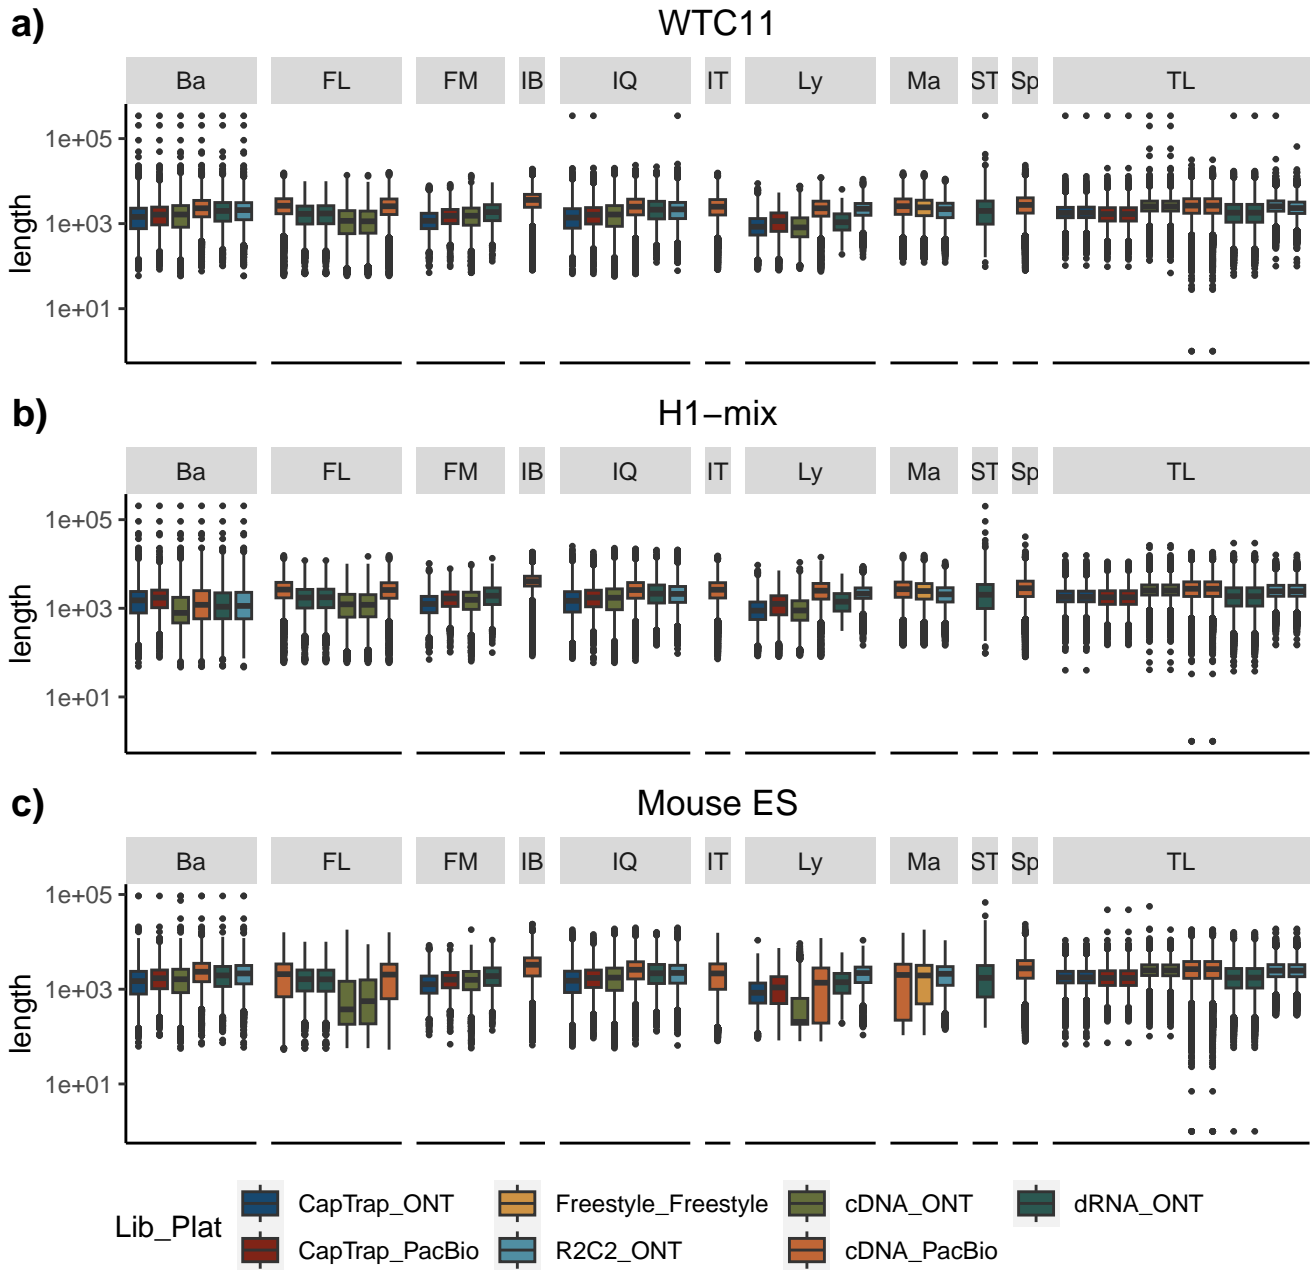 a)
WTC11
Ba FL FM IB IQ IT Ly Ma ST Sp TL
1e+05
1e+03
1e+01
length
b)
H1−mix
Ba FL FM IB IQ IT Ly Ma ST Sp TL
1e+05
1e+03
1e+01
length
c)
Mouse ES
Ba FL FM IB IQ IT Ly Ma ST Sp TL
1e+05
1e+03
1e+01
length
Lib_Plat
CapTrap_ONT Freestyle_Freestyle cDNA_ONT dRNA_ONT
CapTrap_PacBio R2C2_ONT cDNA_PacBio